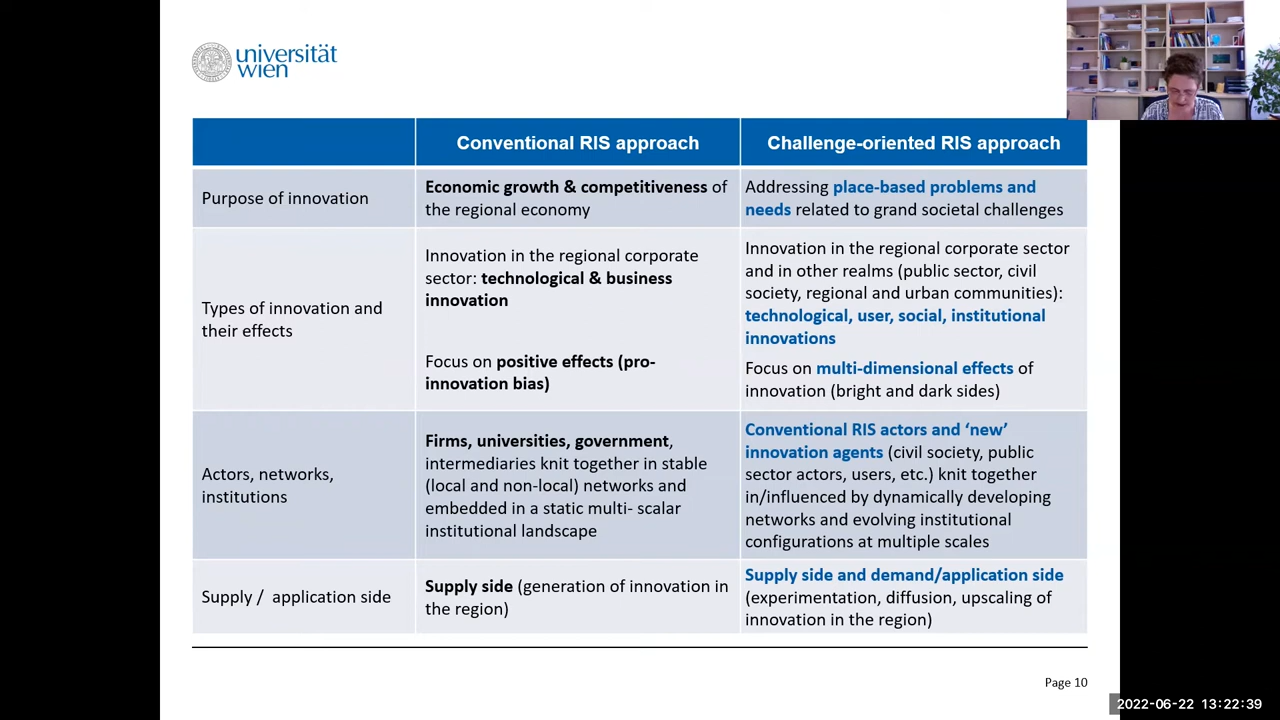 universität
wien
Conventional RIS approach
Challenge-oriented RIS approach
Purpose of innovation
Economic growth & competitiveness of
the regional economy
Addressing place-based problems and
needs related to grand societal challenges
Types of innovation and
their effects
Innovation in the regional corporate
sector: technological & business
innovation
Focus on positive effects (pro-
innovation bias)
Innovation in the regional corporate sector
and in other realms (public sector, civil
society, regional and urban communities):
technological, user, social, institutional
innovations
Focus on multi-dimensional effects of
innovation (bright and dark sides)
Actors, networks,
institutions
Firms, universities, government,
intermediaries knit together in stable
(local and non-local) networks and
embedded in a static multi- scalar
institutional landscape
Conventional RIS actors and ‘new’
innovation agents (civil society, public
sector actors, users, etc.) knit together
in/influenced by dynamically developing
networks and evolving institutional
configurations at multiple scales
Supply / application side
Supply side (generation of innovation in
the region)
Supply side and demand/application side
(experimentation, diffusion, upscaling of
innovation in the region)
Page 10
2022-06-22 13:22:39